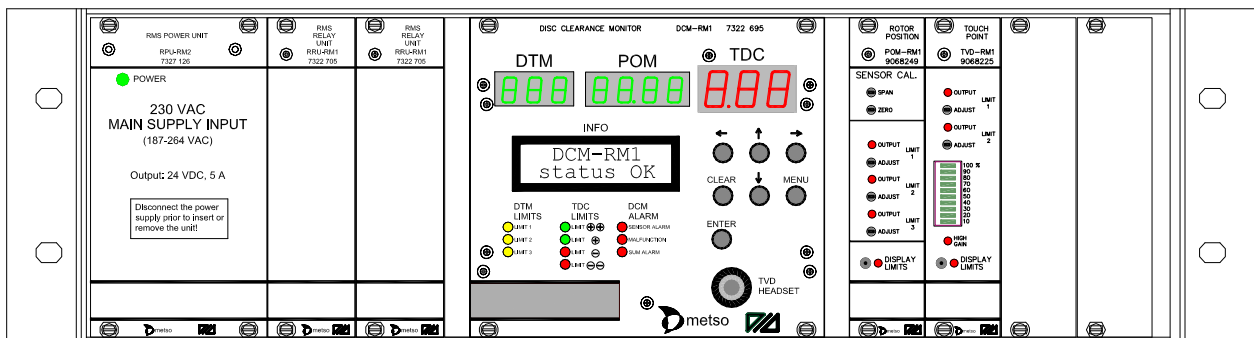 RMS POWER UNIT
RPU-RM2
7327 126
POWER
230 VAC
MAIN SUPPLY INPUT
(187-264 VAC)
Output: 24 VDC, 5 A
DIsconnect the power
supply prior to insert or
remove the unit!
metso
RMS
RELAY
UNIT
RRU-RM1
7322 705
metso
RMS
RELAY
UNIT
RRU-RM1
7322 705
metso
DISC CLEARANCE MONITOR DCM-RM1 7322 695
DTM POM TDC
888 88.88 8.88
INFO
DCM-RM1
status OK
CLEAR MENU
ENTER
DTM
LIMITS
LIMIT 1
LIMIT 2
LIMIT 3
TDC
LIMITS
LIMIT ++
LIMIT +
LIMIT -
LIMIT --
DCM
ALARM
SENSOR ALARM
MALFUNCTION
SUM ALARM
TVD
HEADSET
metso
ROTOR
POSITION
POM-RM1
9068249
SENSOR CAL.
SPAN
ZERO
OUTPUT
LIMIT
1
ADJUST
OUTPUT
LIMIT
2
ADJUST
OUTPUT
LIMIT
3
ADJUST
DISPLAY
LIMITS
metso
TOUCH
POINT
TVD-RM1
9068225
OUTPUT
LIMIT
1
ADJUST
OUTPUT
LIMIT
2
ADJUST
100 %
90
80
70
60
50
40
30
20
10
HIGH
GAIN
DISPLAY
LIMITS
metso